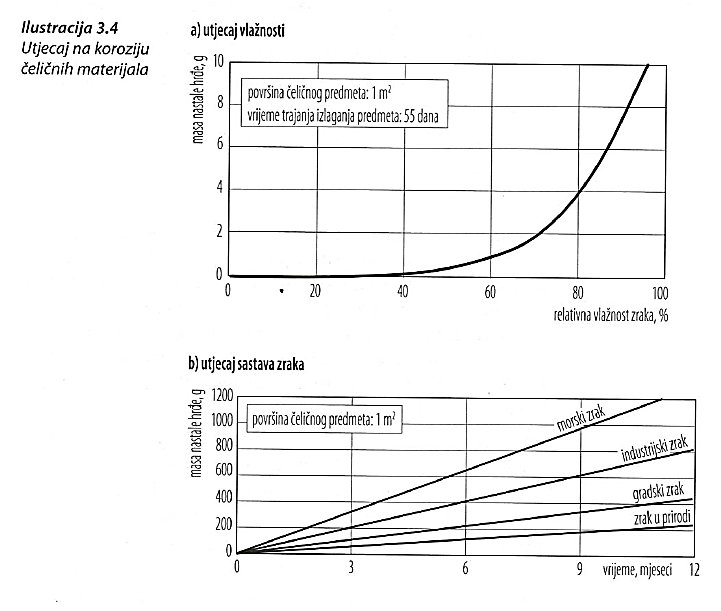 Ilustracija 3.4
Utjecaj na koroziju
čeličnih materijala
a) utjecaj vlažnosti
masa nastale hrđe, g
10
8
6
4
2
0
površina čeličnog predmeta: 1 m²
vrijeme trajanja izlaganja predmeta: 55 dana
0 20 40 60 80 100
relativna vlažnost zraka, %
b) utjecaj sastava zraka
masa nastale hrđe, g
1200
1000
800
600
400
200
0
površina čeličnog predmeta: 1 m²
morski zrak
industrijski zrak
gradski zrak
zrak u prirodi
0 3 6 9 vrijeme, mjeseci 12